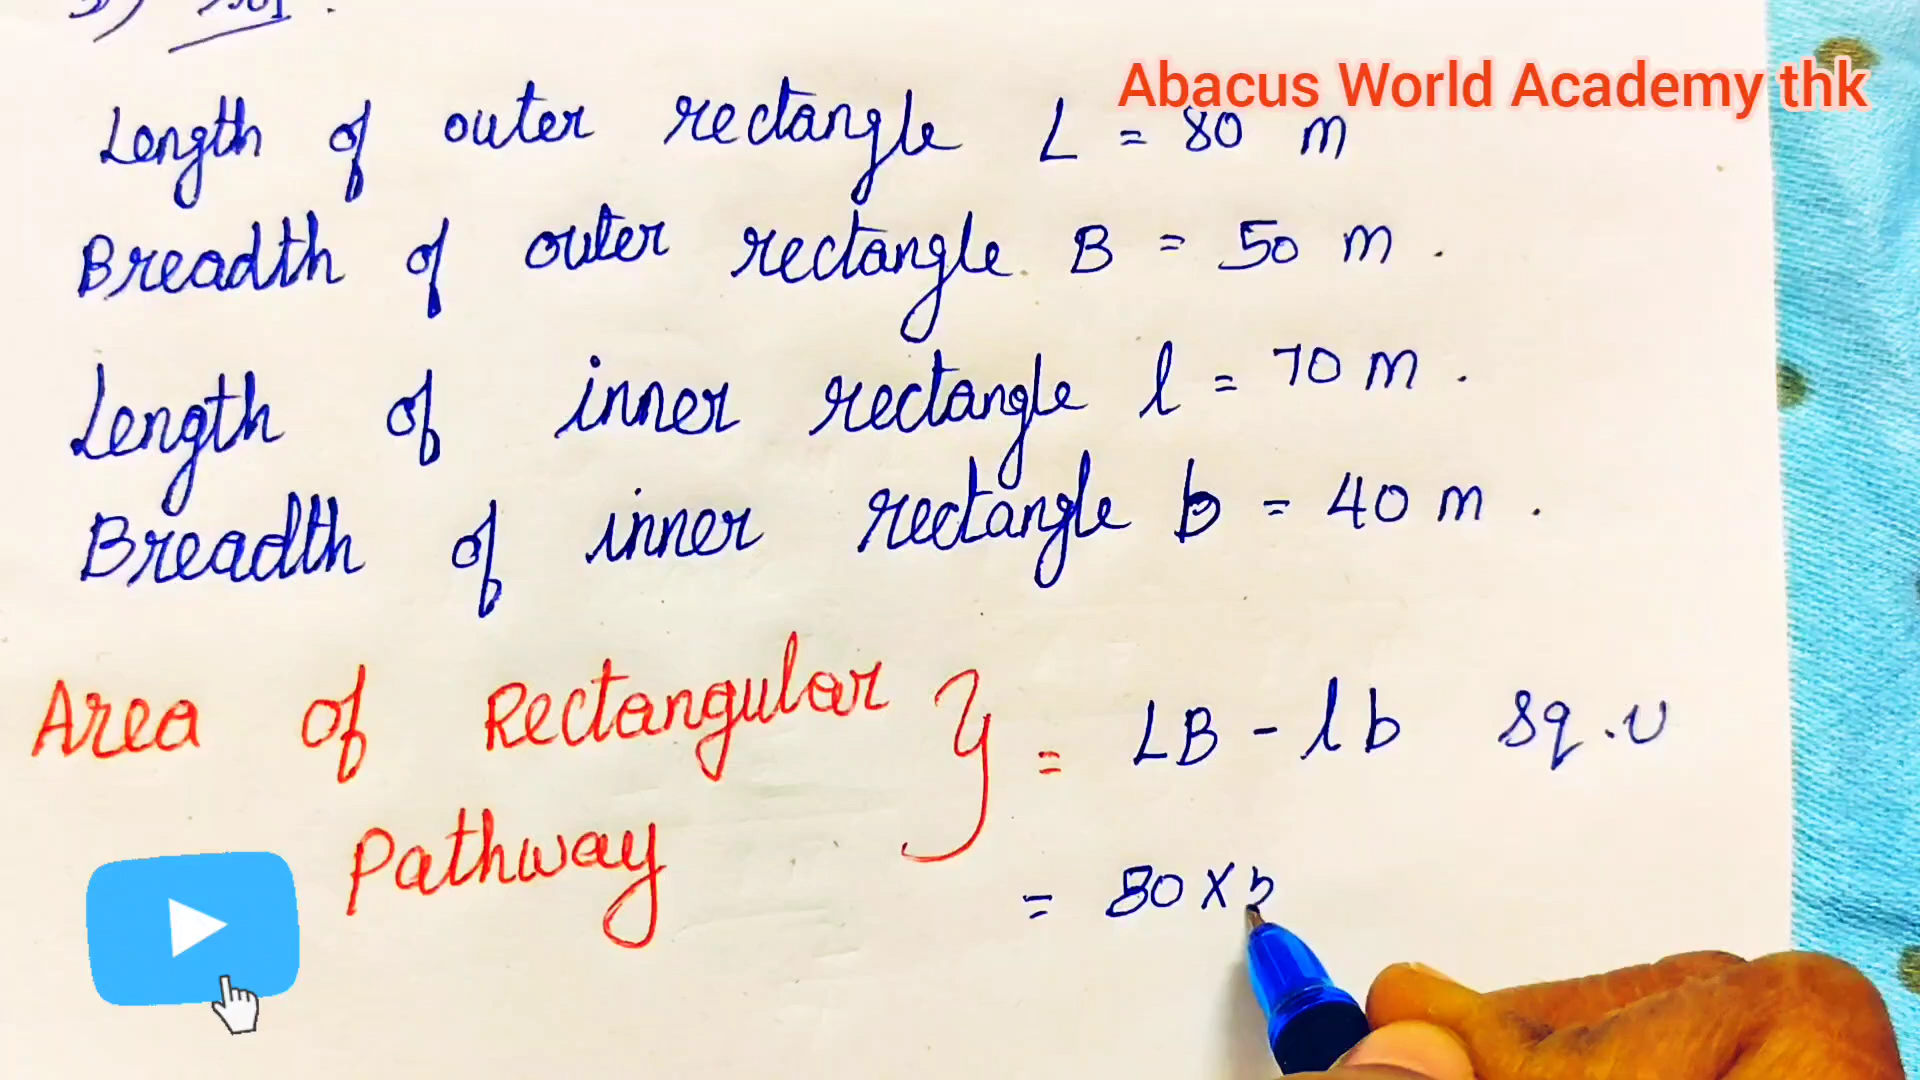 Abacus World Academy thk
Length of outer rectangle L = 80 m
Breadth of outer rectangle B = 50 m.
Length of inner rectangle l = 70 m.
Breadth of inner rectangle b = 40 m.
Area of Rectangular
Pathway } = LB - lb Sq.u
= 80 × 5